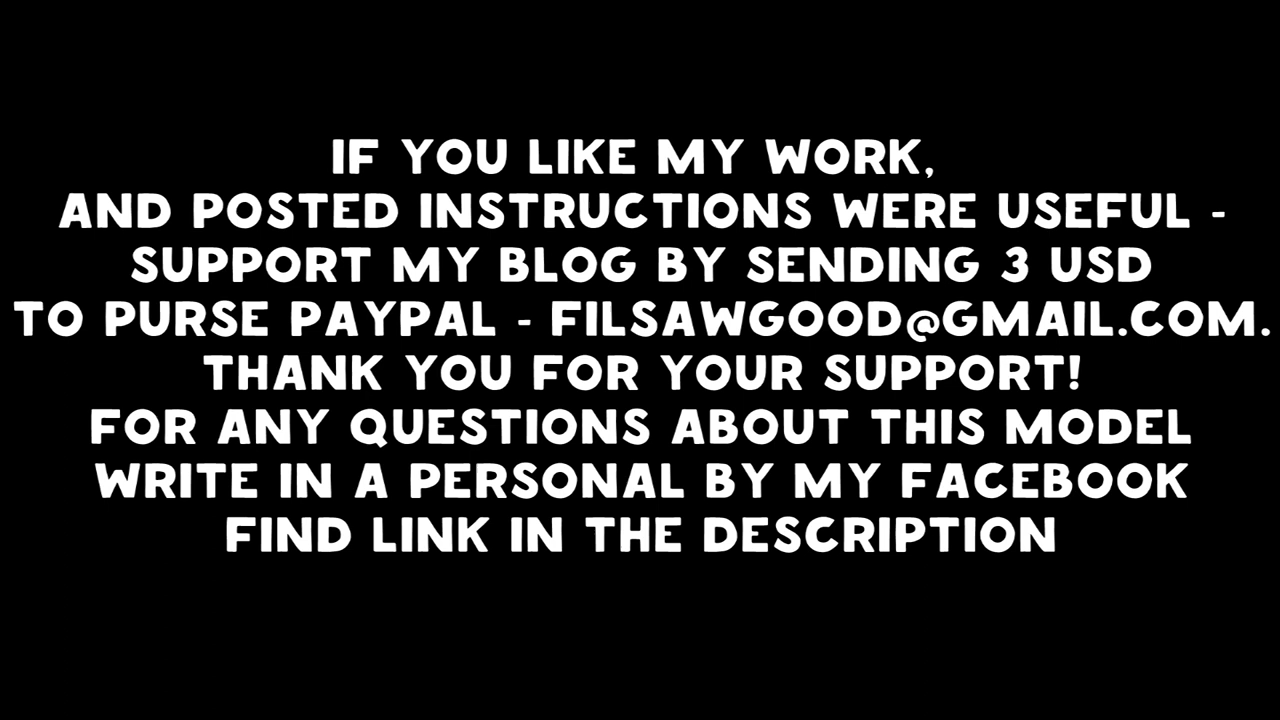 IF YOU LIKE MY WORK,
AND POSTED INSTRUCTIONS WERE USEFUL -
SUPPORT MY BLOG BY SENDING 3 USD
TO PURSE PAYPAL - FILSAWGOOD@GMAIL.COM.
THANK YOU FOR YOUR SUPPORT!
FOR ANY QUESTIONS ABOUT THIS MODEL
WRITE IN A PERSONAL BY MY FACEBOOK
FIND LINK IN THE DESCRIPTION